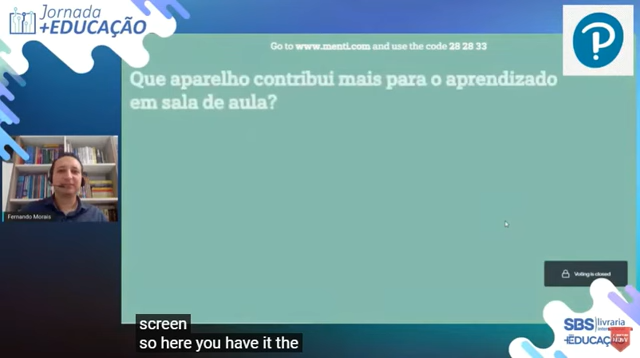 Jornada
+EDUCAÇÃO
Go to www.menti.com and use the code 28 28 33
Que aparelho contribui mais para o aprendizado
em sala de aula?
Fernando Morais
Voting is closed
screen
so here you have it the
SBS livraria
+EDUCAÇ